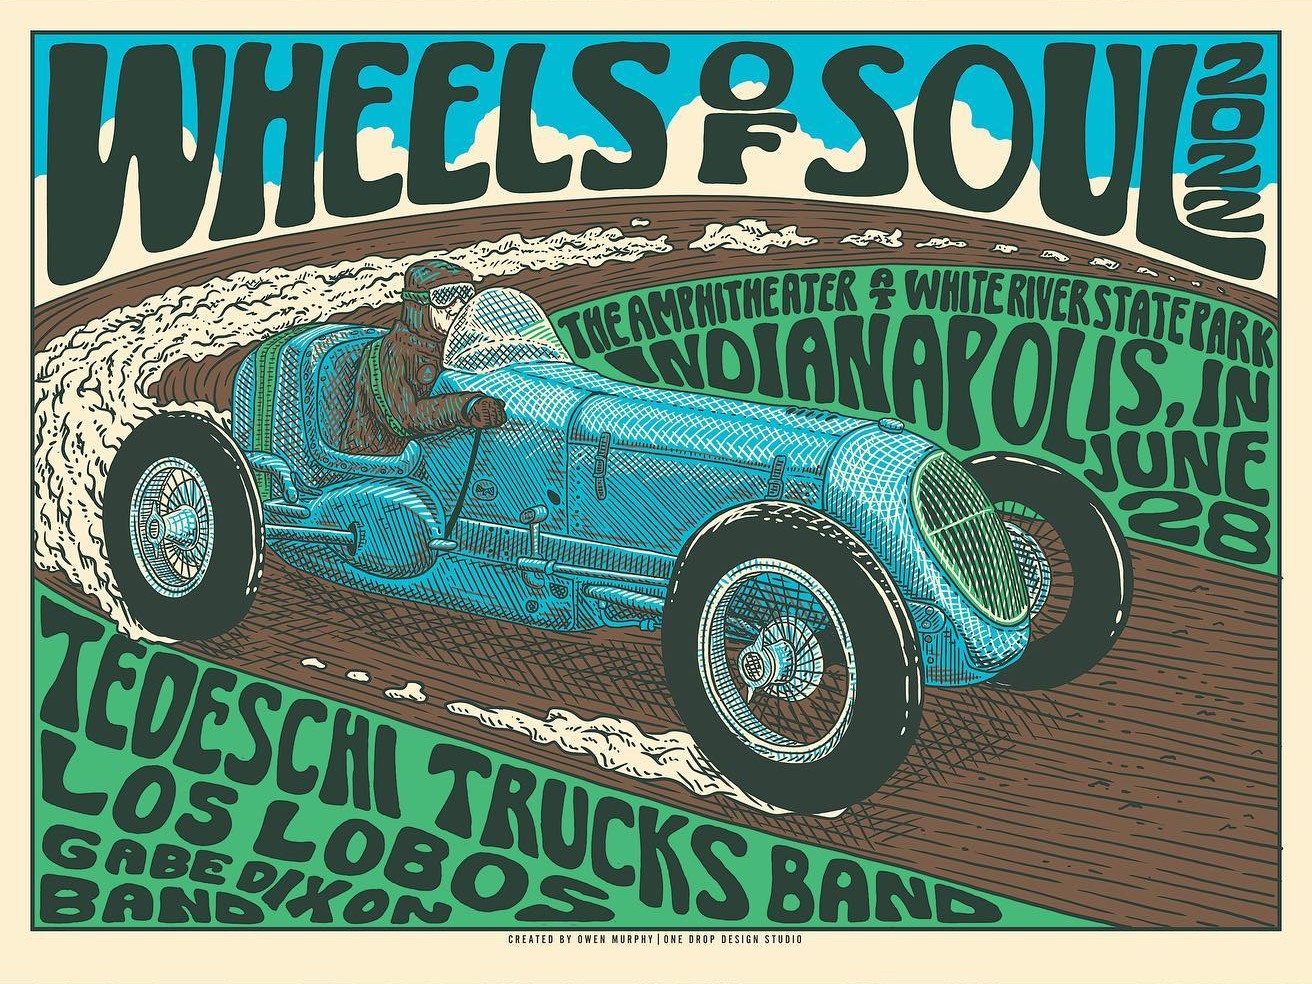 WHEELS OF SOUL 2022
THE AMPHITHEATER AT WHITE RIVER STATE PARK
INDIANAPOLIS, IN
JUNE
28
TEDESCHI TRUCKS BAND
LOS LOBOS
GABE DIXON
BAND
CREATED BY OWEN MURPHY | ONE DROP DESIGN STUDIO